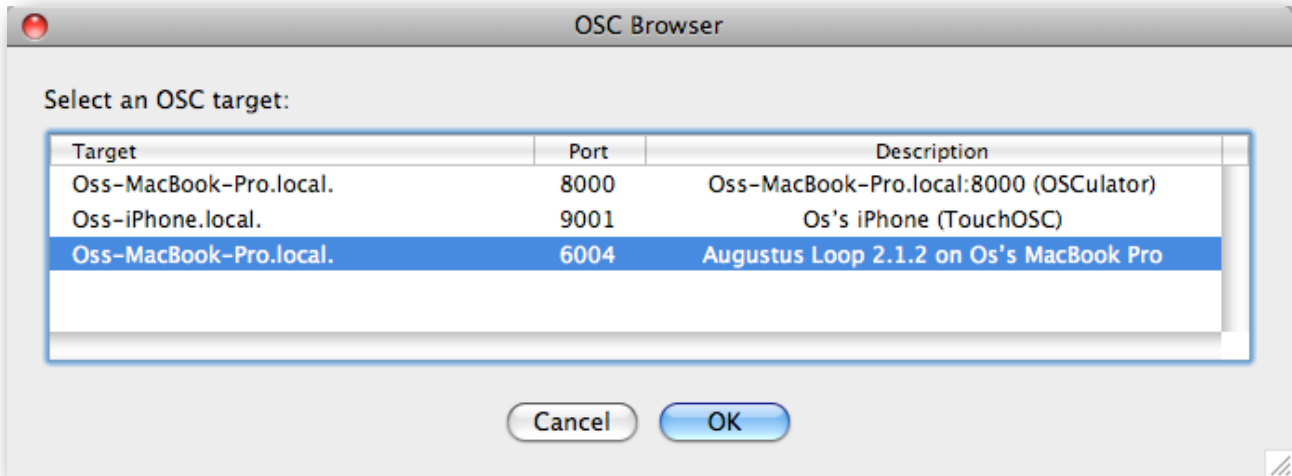 OSC Browser
Select an OSC target:
Target Port Description
Oss-MacBook-Pro.local. 8000 Oss-MacBook-Pro.local:8000 (OSCulator)
Oss-iPhone.local. 9001 Os's iPhone (TouchOSC)
Oss-MacBook-Pro.local. 6004 Augustus Loop 2.1.2 on Os's MacBook Pro
Cancel OK